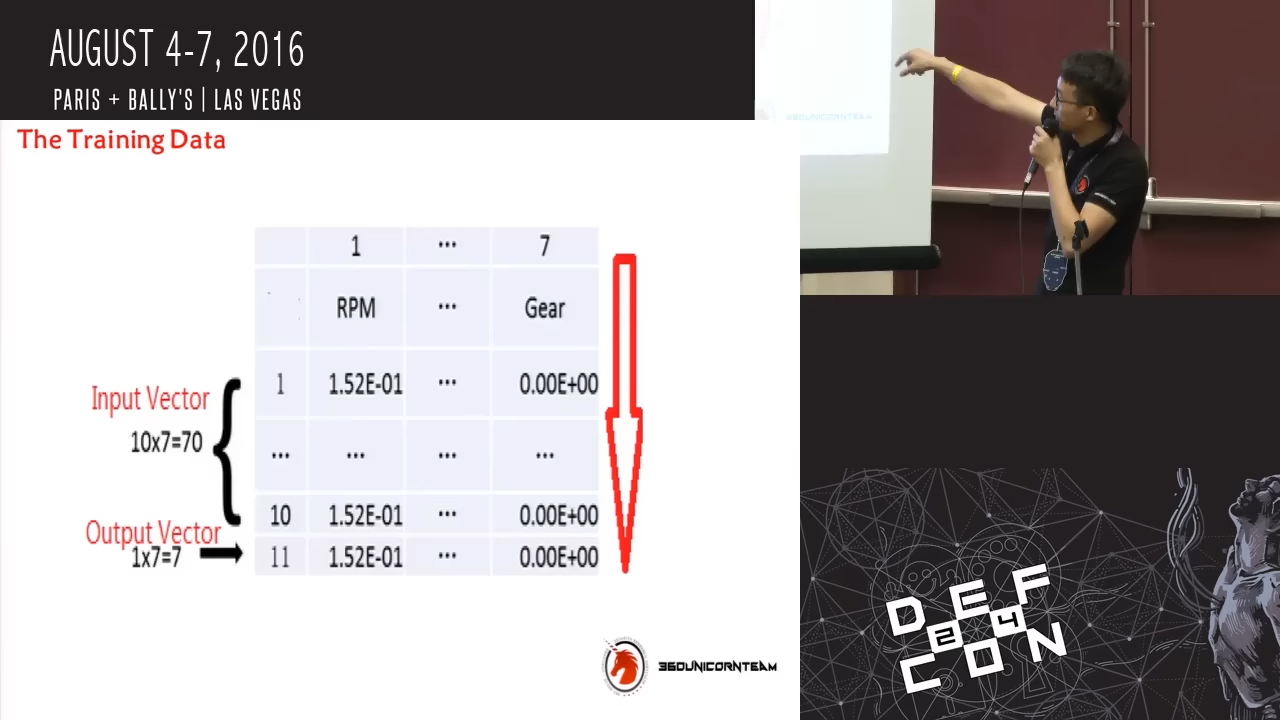 AUGUST 4-7, 2016
PARIS + BALLY'S | LAS VEGAS
The Training Data
1 ... 7
RPM ... Gear
Input Vector
10x7=70
1 1.52E-01 ... 0.00E+00
... ... ... ...
10 1.52E-01 ... 0.00E+00
Output Vector
1x7=7
11 1.52E-01 ... 0.00E+00
360UNICORNTEAM
360UNICORNTEAM
DEF
24
CON